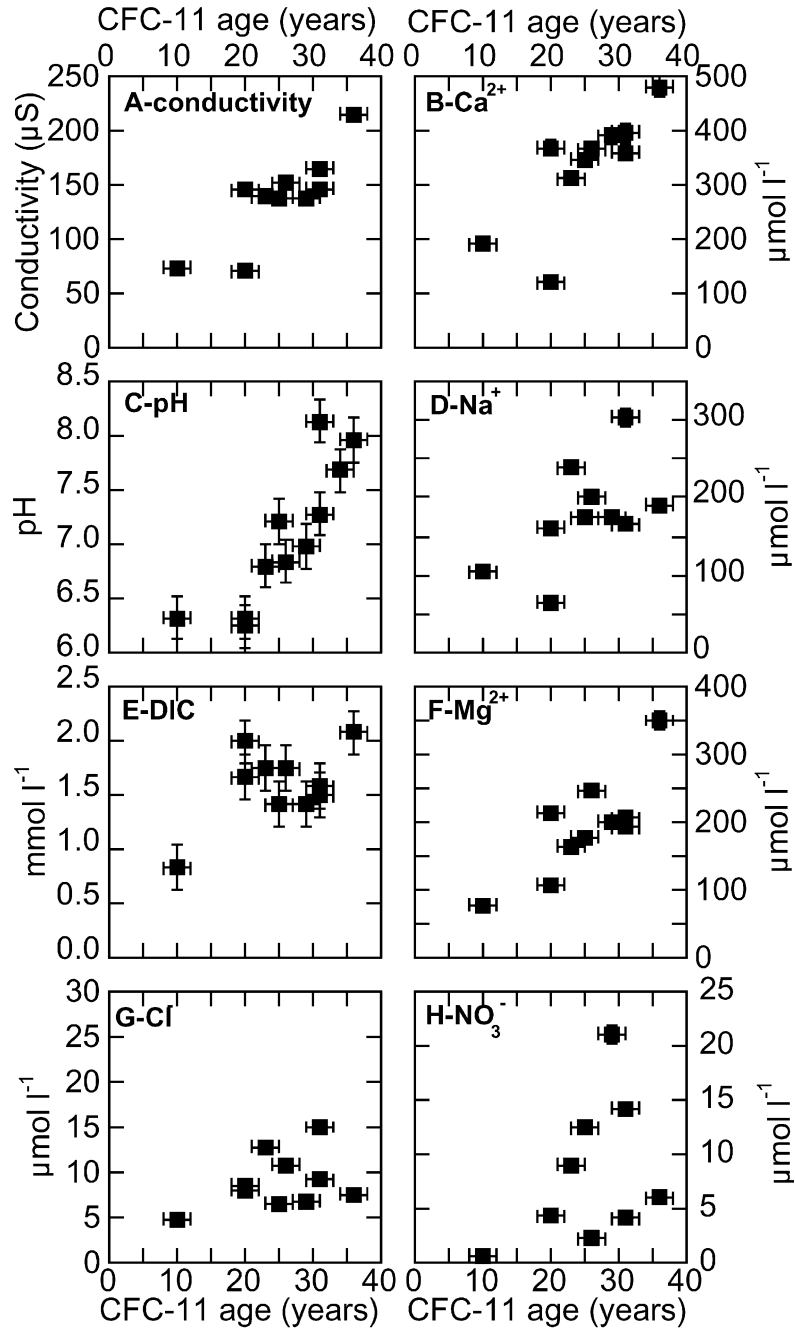 CFC-11 age (years) CFC-11 age (years)
0 10 20 30 40 0 10 20 30 40
250 A-conductivity B-Ca2+ 500
200 400
150 300
100 200
50 100
0 0
Conductivity (µS) µmol l-1
8.5 C-pH D-Na+
8.0 300
7.5 200
7.0
6.5 100
6.0 0
pH µmol l-1
2.5 E-DIC F-Mg2+ 400
2.0 300
1.5 200
1.0
0.5 100
0.0 0
mmol l-1 µmol l-1
30 G-Cl- H-NO3- 25
25 20
20 15
15 10
10
5 5
0 0
µmol l-1 µmol l-1
0 10 20 30 40 0 10 20 30 40
CFC-11 age (years) CFC-11 age (years)